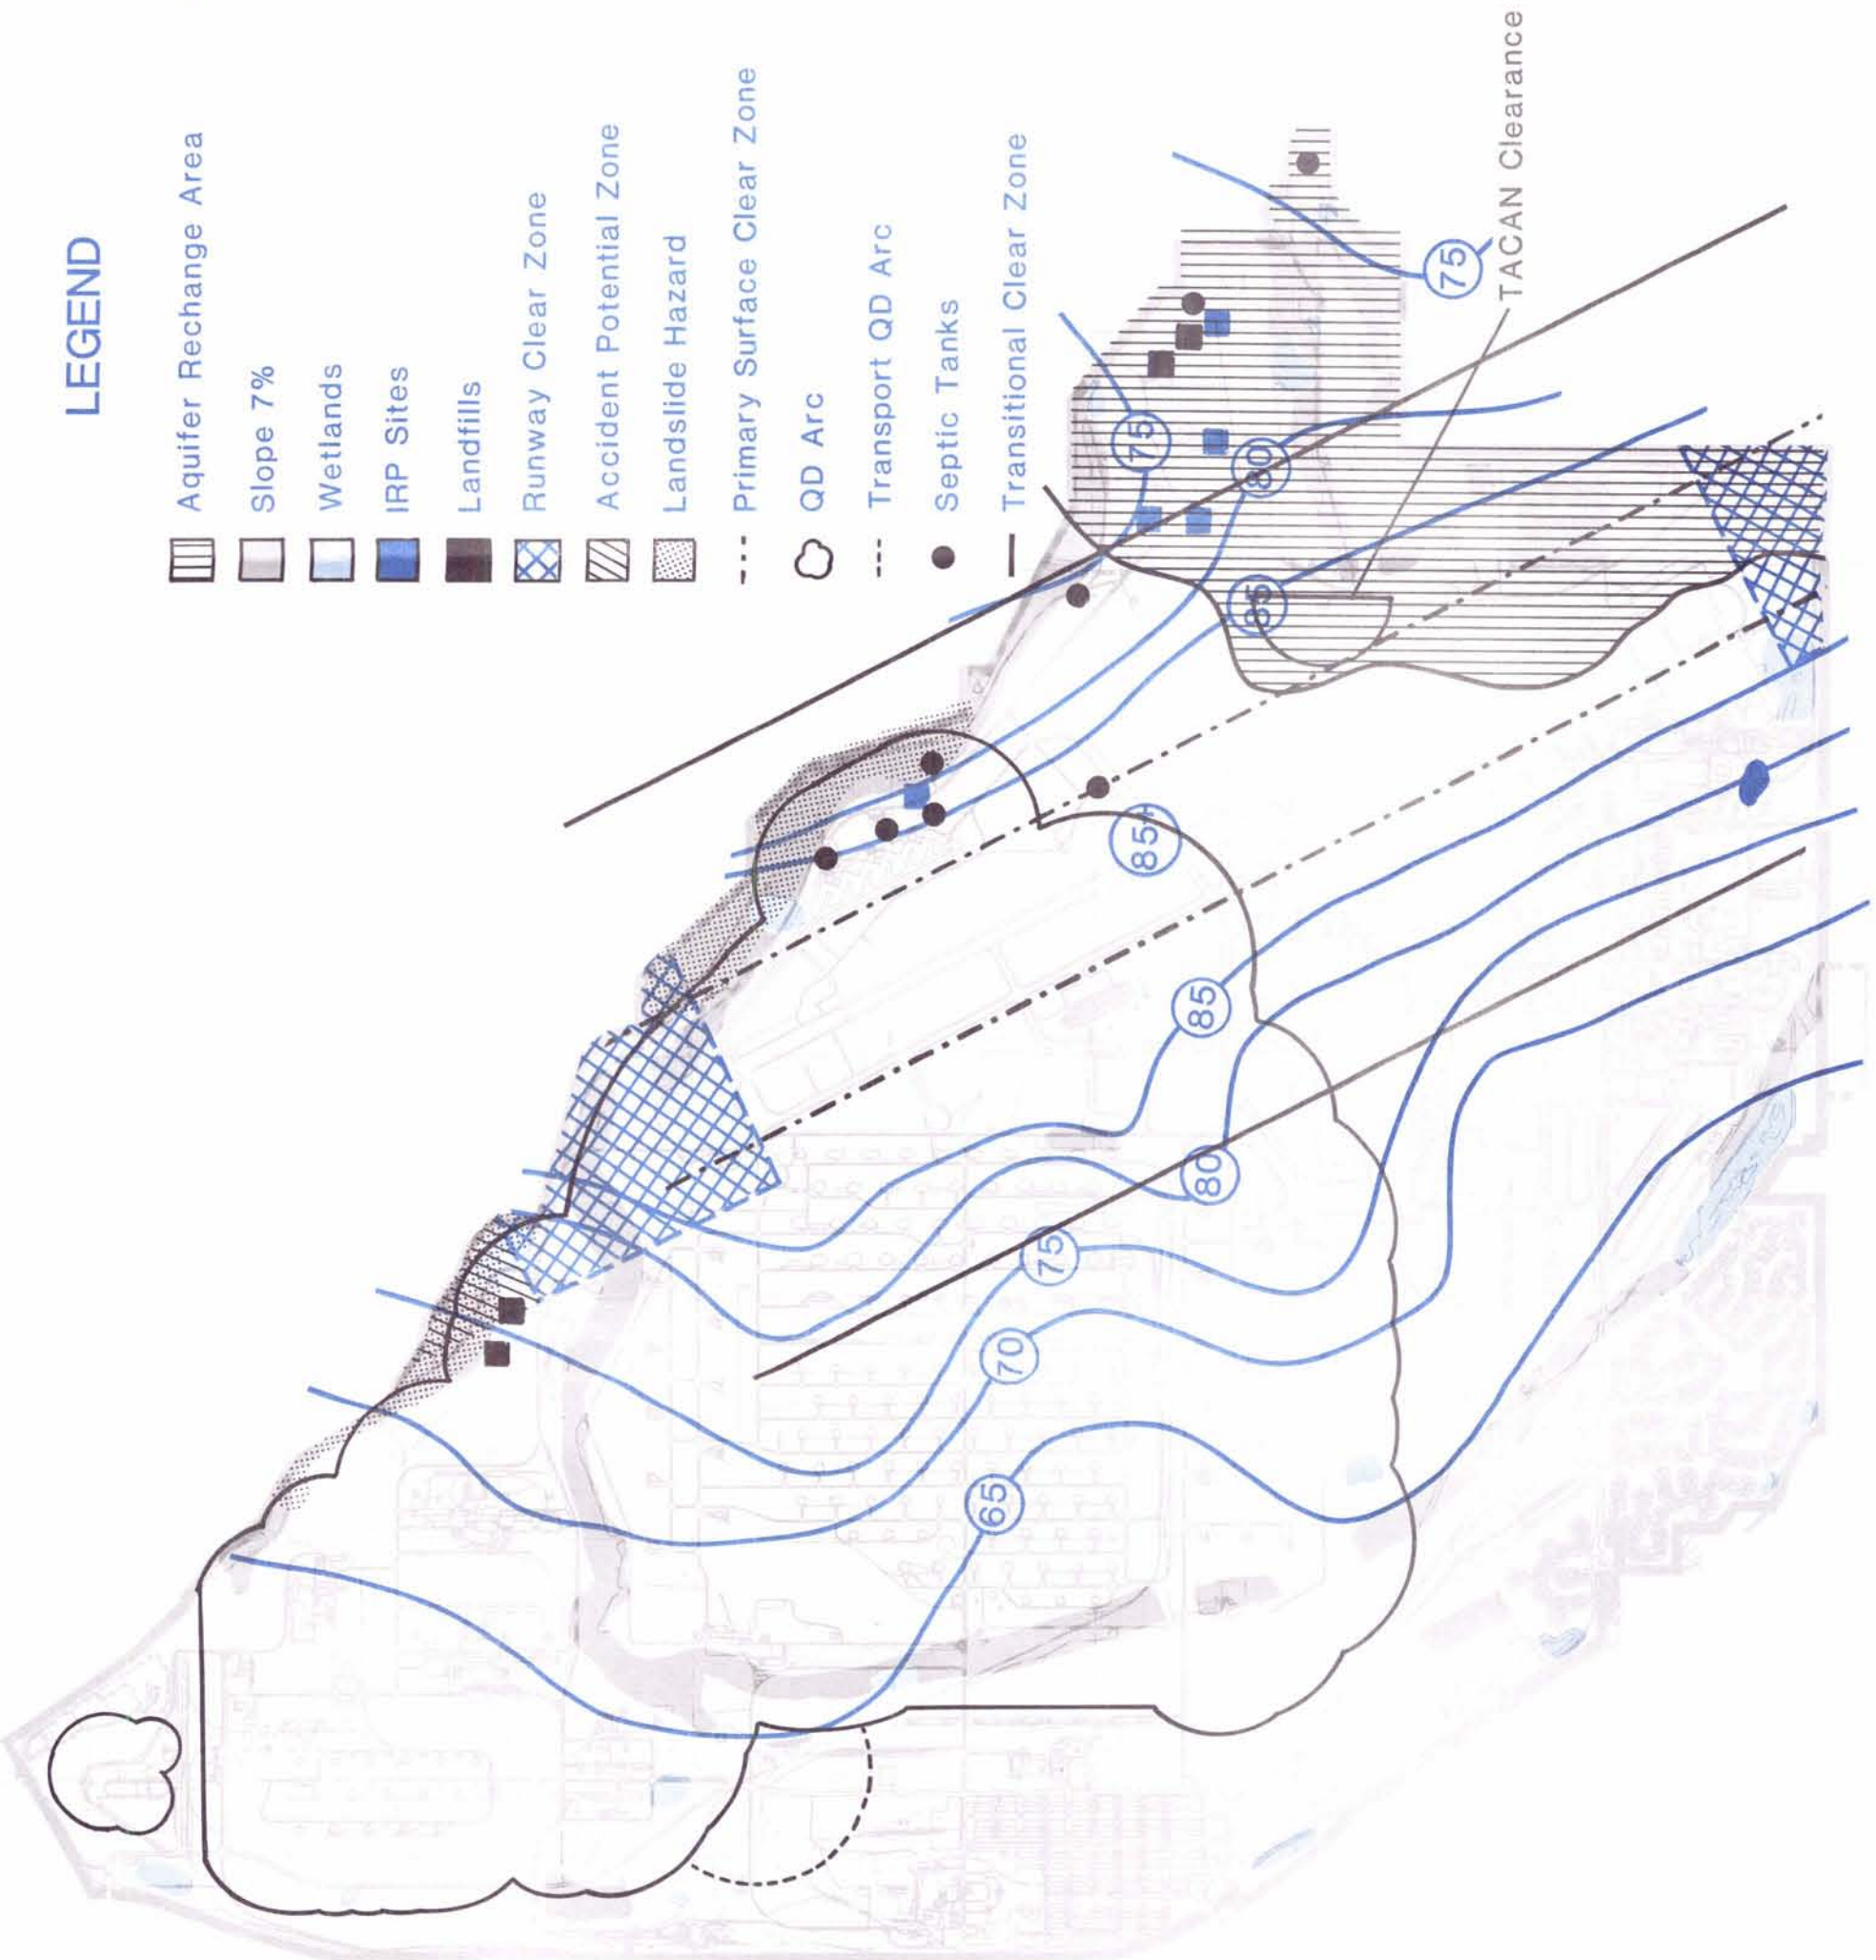 LEGEND
Aquifer Rechange Area
Slope 7%
Wetlands
IRP Sites
Landfills
Runway Clear Zone
Accident Potential Zone
Landslide Hazard
Primary Surface Clear Zone
QD Arc
Transport QD Arc
Septic Tanks
Transitional Clear Zone
TACAN Clearance
75
75
80
85
85+
85
80
75
70
65